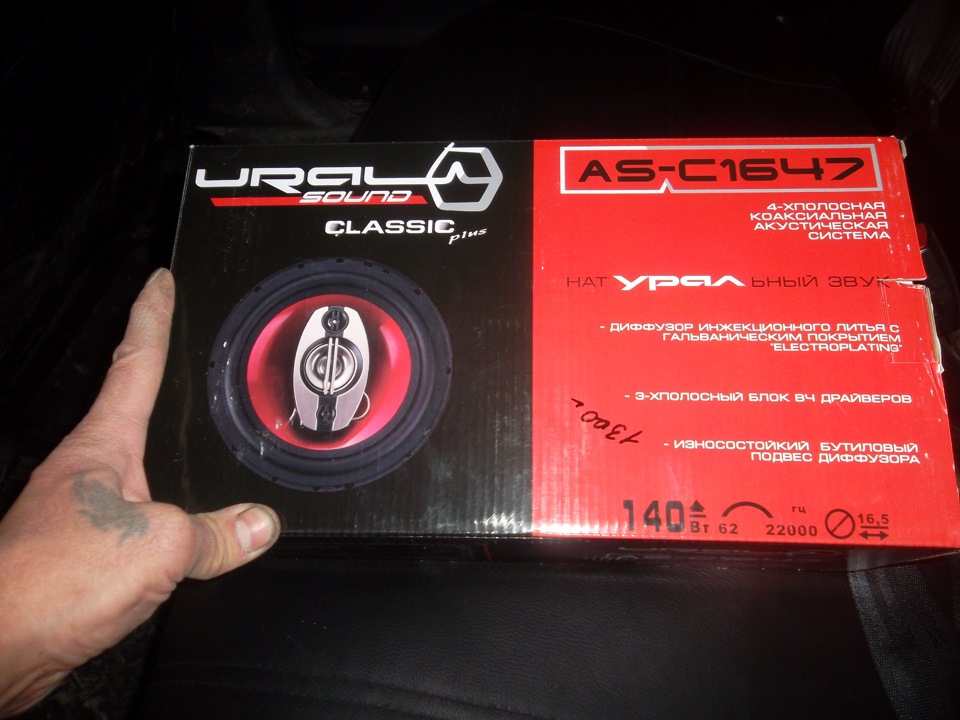 URAL
SOUND
CLASSIC plus
AS-C1647
4-ХПОЛОСНАЯ
КОАКСИАЛЬНАЯ
АКУСТИЧЕСКАЯ
СИСТЕМА
НАТ УРАЛ ЬНЫЙ ЗВУК
- ДИФФУЗОР ИНЖЕКЦИОННОГО ЛИТЬЯ С
ГАЛЬВАНИЧЕСКИМ ПОКРЫТИЕМ
"ELECTROPLATING"
- 3-ХПОЛОСНЫЙ БЛОК ВЧ ДРАЙВЕРОВ
1300
- ИЗНОСОСТОЙКИЙ БУТИЛОВЫЙ
ПОДВЕС ДИФФУЗОРА
140 Вт 62 гц 22000 16,5